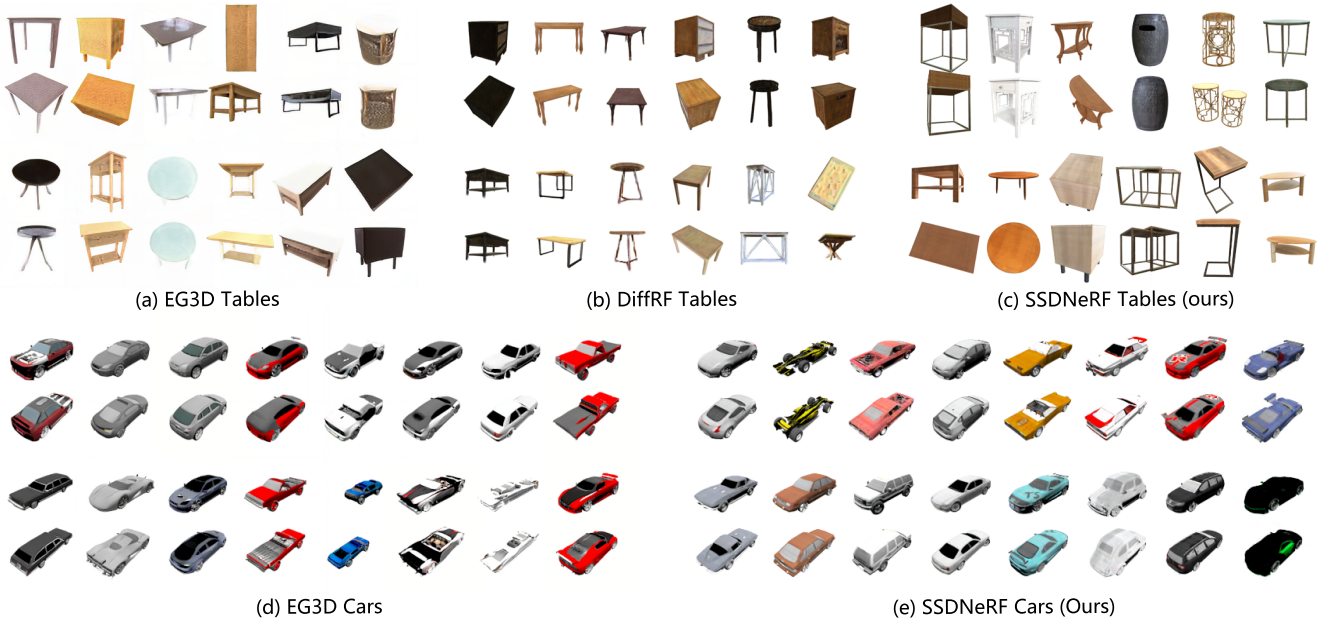 (a) EG3D Tables
(b) DiffRF Tables
(c) SSDNeRF Tables (ours)
(d) EG3D Cars
(e) SSDNeRF Cars (Ours)